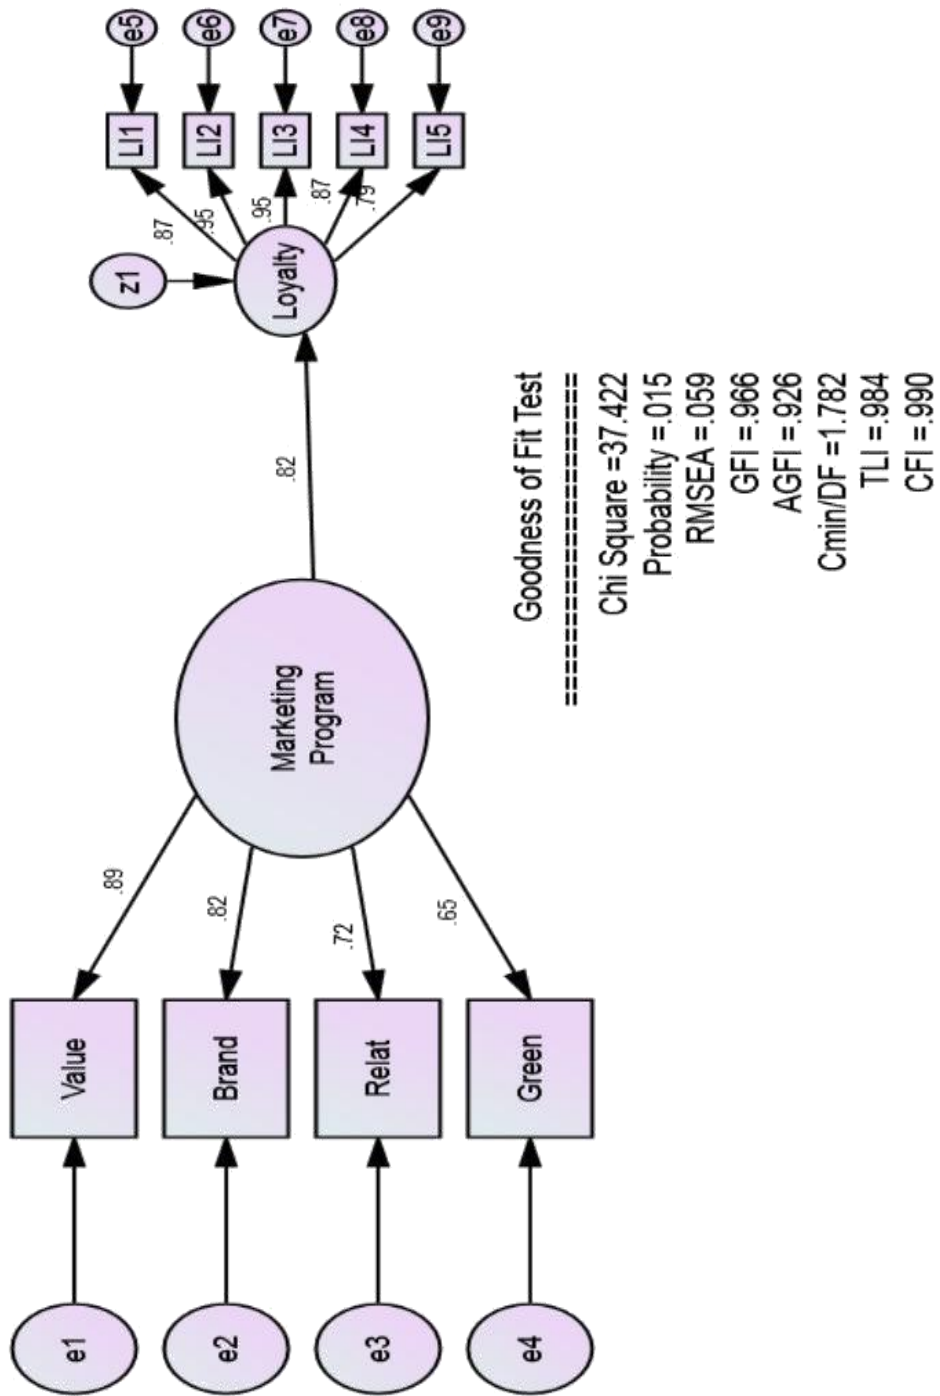 e1
e2
e3
e4
Value
Brand
Relat
Green
.89
.82
.72
.65
Marketing
Program
.82
z1
Loyalty
.87
.95
.95
.87
.79
LI1
LI2
LI3
LI4
LI5
e5
e6
e7
e8
e9
Goodness of Fit Test
==============================
Chi Square =37.422
Probability =.015
RMSEA =.059
GFI =.966
AGFI =.926
Cmin/DF =1.782
TLI =.984
CFI =.990